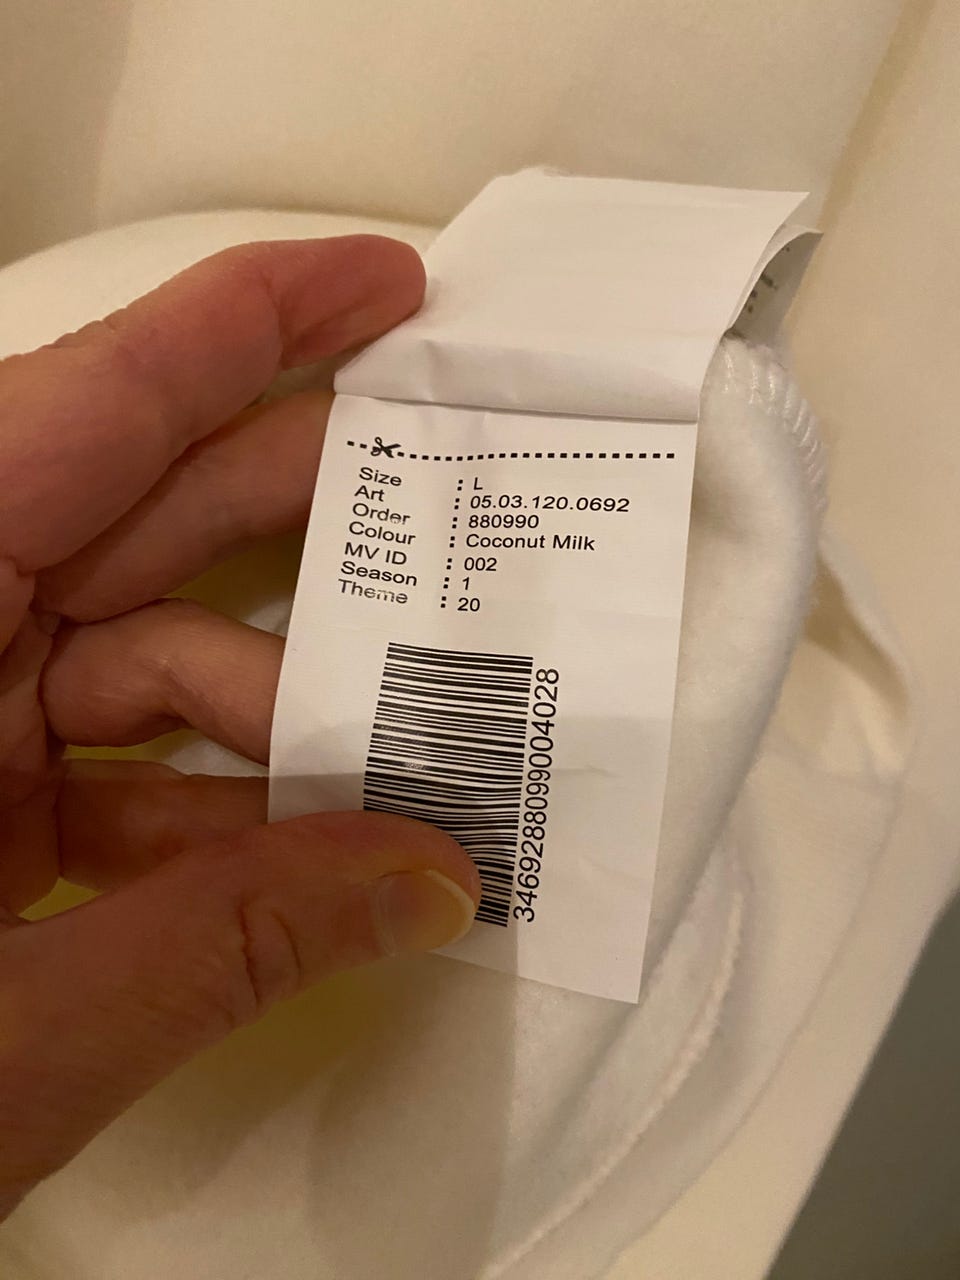 Size : L
Art : 05.03.120.0692
Order : 880990
Colour : Coconut Milk
MV ID : 002
Season : 1
Theme : 20
3469288099004028